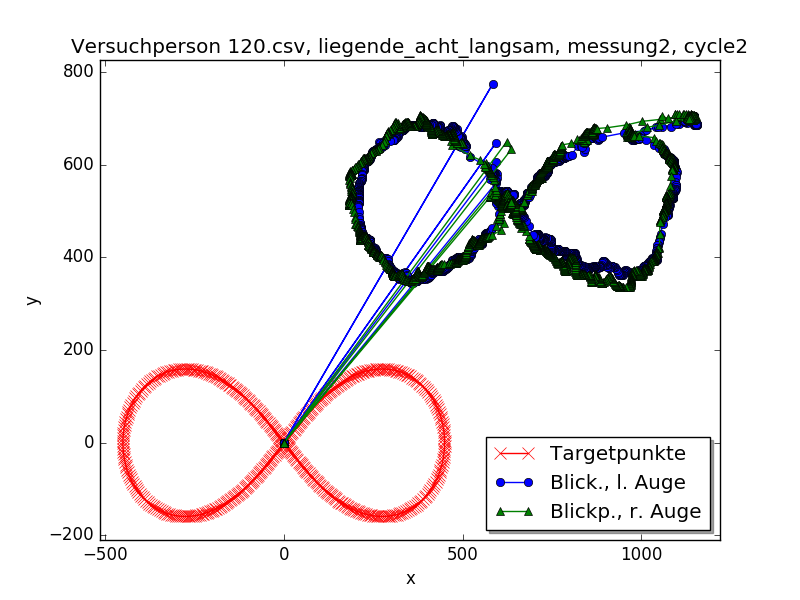 Versuchperson 120.csv, liegende_acht_langsam, messung2, cycle2
800
600
400
200
0
−200
y
−500
0
500
1000
x
Targetpunkte
Blick., l. Auge
Blickp., r. Auge